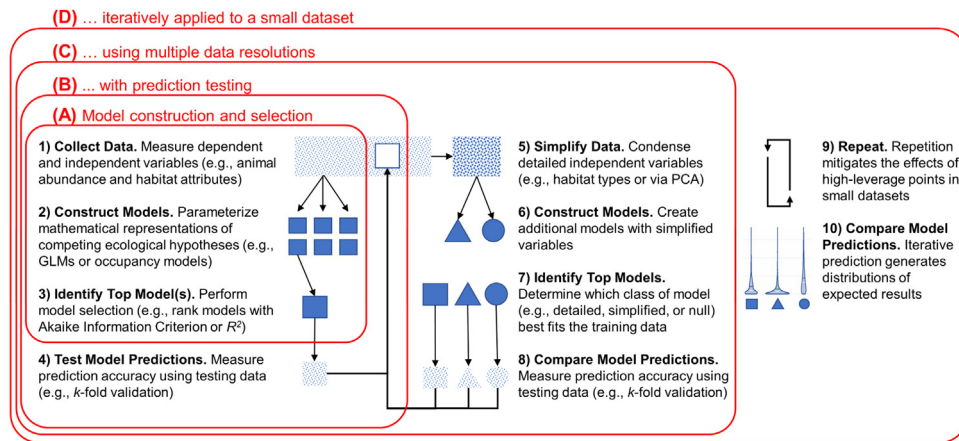 (D) ... iteratively applied to a small dataset
(C) ... using multiple data resolutions
(B) ... with prediction testing
(A) Model construction and selection
1) Collect Data. Measure dependent
and independent variables (e.g., animal
abundance and habitat attributes)
2) Construct Models. Parameterize
mathematical representations of
competing ecological hypotheses (e.g.,
GLMs or occupancy models)
3) Identify Top Model(s). Perform
model selection (e.g., rank models with
Akaike Information Criterion or R²)
4) Test Model Predictions. Measure
prediction accuracy using testing data
(e.g., k-fold validation)
5) Simplify Data. Condense
detailed independent variables
(e.g., habitat types or via PCA)
6) Construct Models. Create
additional models with simplified
variables
7) Identify Top Models.
Determine which class of model
(e.g., detailed, simplified, or null)
best fits the training data
8) Compare Model Predictions.
Measure prediction accuracy using
testing data (e.g., k-fold validation)
9) Repeat. Repetition
mitigates the effects of
high-leverage points in
small datasets
10) Compare Model
Predictions. Iterative
prediction generates
distributions of
expected results